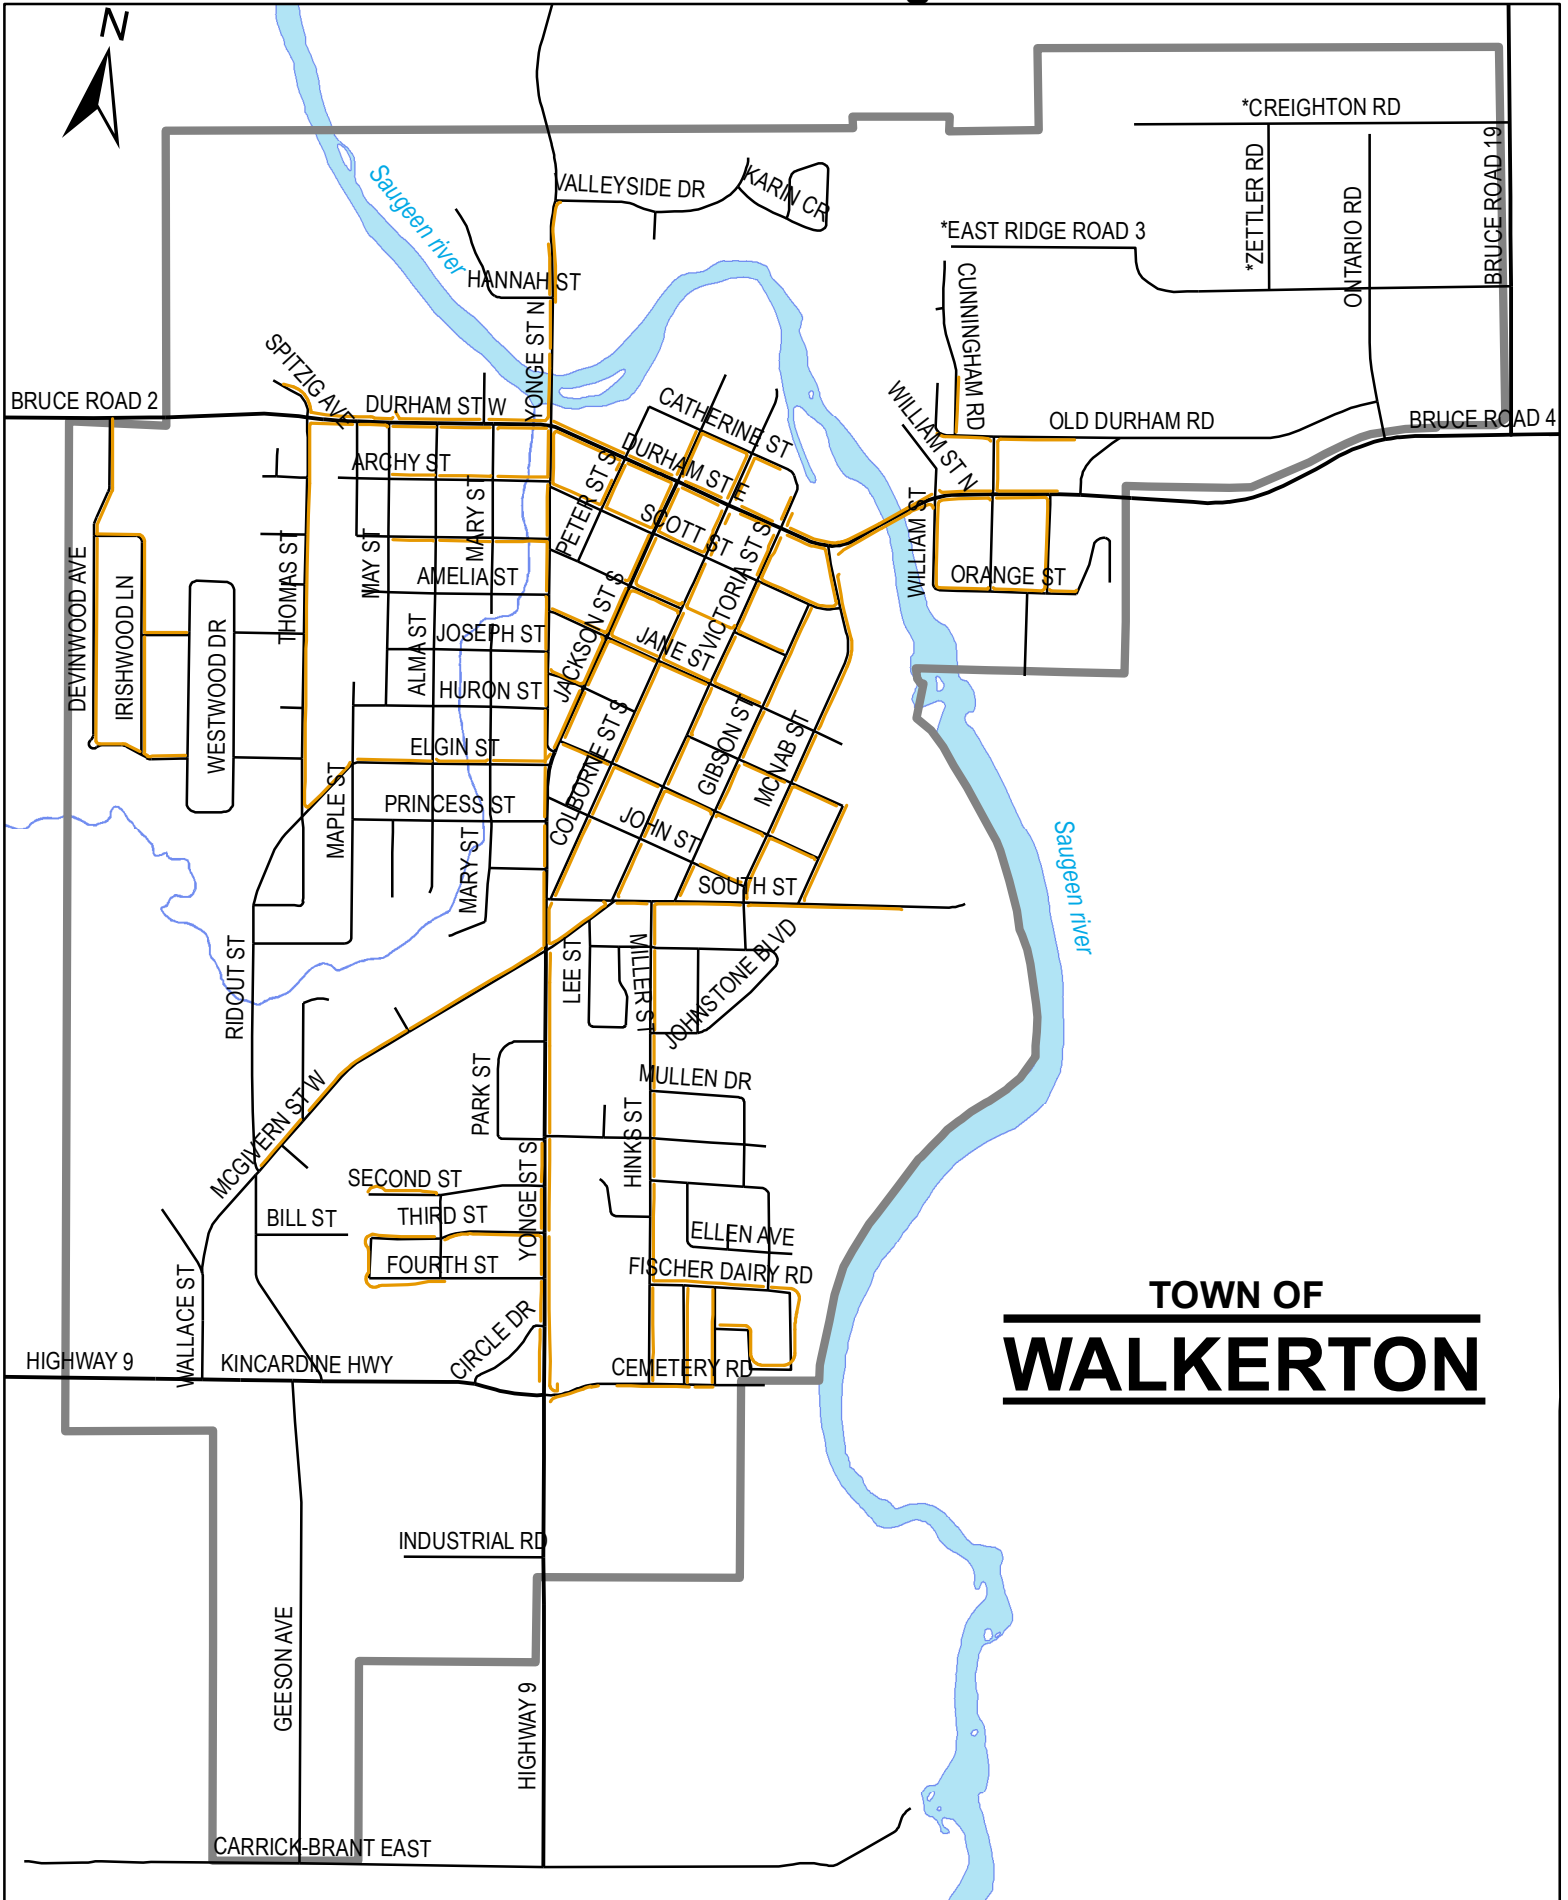 N
*CREIGHTON RD
*ZETTLER RD
ONTARIO RD
BRUCE ROAD 19
VALLEYSIDE DR
KARIN CR
Saugeen river
*EAST RIDGE ROAD 3
HANNAH ST
YONGE ST N
CUNNINGHAM RD
SPITZIG AVE
BRUCE ROAD 2
DURHAM ST W
CATHERINE ST
WILLIAM ST N
OLD DURHAM RD
BRUCE ROAD 4
DURHAM ST E
ARCHY ST
PETER ST S
MARY ST
SCOTT ST
VICTORIA ST S
WILLIAM ST
ORANGE ST
DEVINWOOD AVE
IRISHWOOD LN
WESTWOOD DR
THOMAS ST
MAY ST
AMELIA ST
JACKSON ST S
JOSEPH ST
ALMA ST
JANE ST
HURON ST
COLBORNE ST S
GIBSON ST
MCNAB ST
ELGIN ST
MAPLE ST
PRINCESS ST
JOHN ST
MARY ST
SOUTH ST
Saugeen river
RIDOUT ST
LEE ST
MILLER ST
JOHNSTONE BLVD
MCGIVERN ST W
PARK ST
MULLEN DR
HINKS ST
SECOND ST
YONGE ST S
BILL ST
THIRD ST
ELLEN AVE
FOURTH ST
FISCHER DAIRY RD
WALLACE ST
CIRCLE DR
HIGHWAY 9
KINCARDINE HWY
CEMETERY RD
TOWN OF
WALKERTON
INDUSTRIAL RD
GEESON AVE
HIGHWAY 9
CARRICK-BRANT EAST